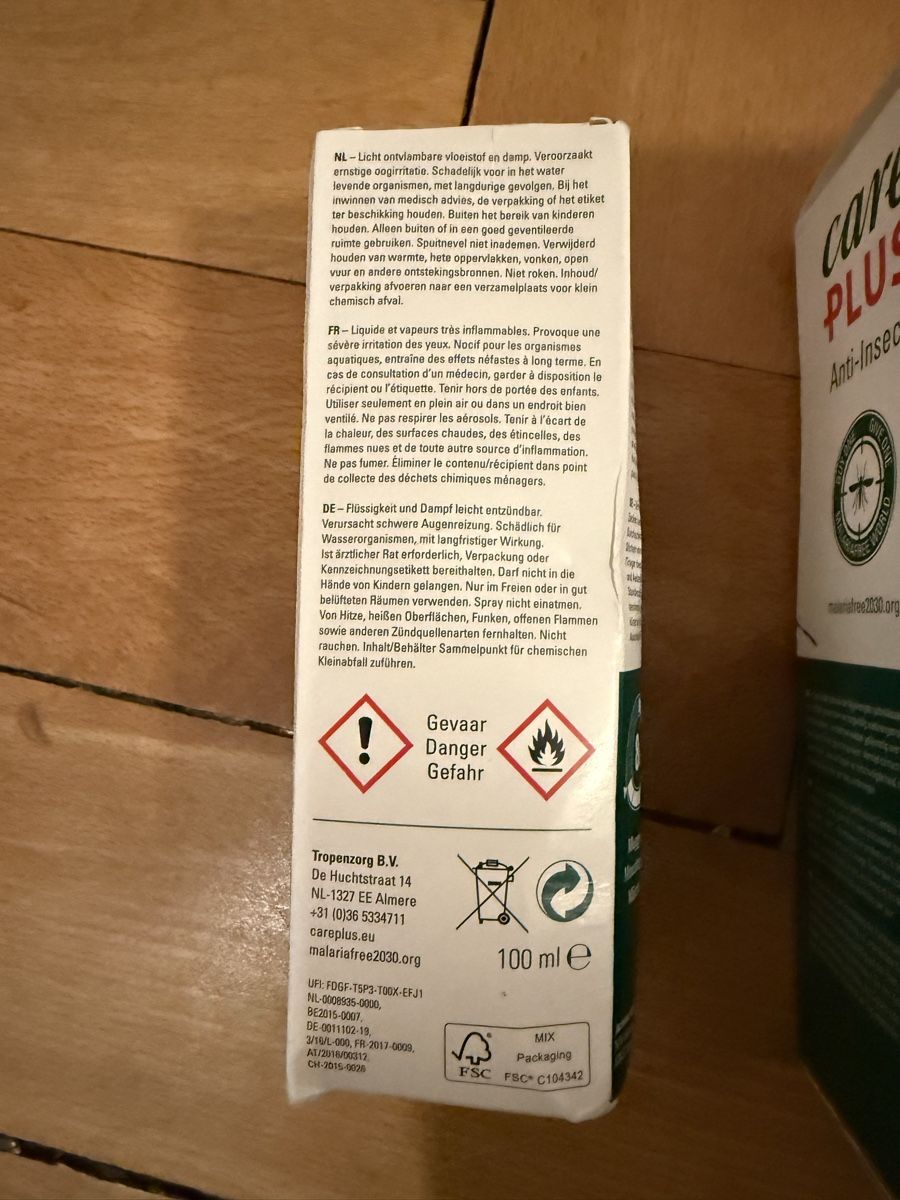 NL – Licht ontvlambare vloeistof en damp. Veroorzaakt
ernstige oogirritatie. Schadelijk voor in het water
levende organismen, met langdurige gevolgen. Bij het
inwinnen van medisch advies, de verpakking of het etiket
ter beschikking houden. Buiten het bereik van kinderen
houden. Alleen buiten of in een goed geventileerde
ruimte gebruiken. Spuitnevel niet inademen. Verwijderd
houden van warmte, hete oppervlakken, vonken, open
vuur en andere ontstekingsbronnen. Niet roken. Inhoud/
verpakking afvoeren naar een verzamelplaats voor klein
chemisch afval.
FR – Liquide et vapeurs très inflammables. Provoque une
sévère irritation des yeux. Nocif pour les organismes
aquatiques, entraîne des effets néfastes à long terme. En
cas de consultation d'un médecin, garder à disposition le
récipient ou l'étiquette. Tenir hors de portée des enfants.
Utiliser seulement en plein air ou dans un endroit bien
ventilé. Ne pas respirer les aérosols. Tenir à l'écart de
la chaleur, des surfaces chaudes, des étincelles, des
flammes nues et de toute autre source d'inflammation.
Ne pas fumer. Éliminer le contenu/récipient dans point
de collecte des déchets chimiques ménagers.
DE – Flüssigkeit und Dampf leicht entzündbar.
Verursacht schwere Augenreizung. Schädlich für
Wasserorganismen, mit langfristiger Wirkung.
Ist ärztlicher Rat erforderlich, Verpackung oder
Kennzeichnungsetikett bereithalten. Darf nicht in die
Hände von Kindern gelangen. Nur im Freien oder in gut
belüfteten Räumen verwenden. Spray nicht einatmen.
Von Hitze, heißen Oberflächen, Funken, offenen Flammen
sowie anderen Zündquellenarten fernhalten. Nicht
rauchen. Inhalt/Behälter Sammelpunkt für chemischen
Kleinabfall zuführen.
Gevaar
Danger
Gefahr
Tropenzorg B.V.
De Huchtstraat 14
NL-1327 EE Almere
+31 (0)36 5334711
careplus.eu
malariafree2030.org
100 ml e
UFI: FDGF-T5P3-T00X-EFJ1
NL-0008935-0000,
BE2015-0007,
DE-0011102-19,
3/16/L-000, FR-2017-0009,
AT/2018/00312
CH-2015-0026
FSC
MIX
Packaging
FSC® C104342
care
PLUS
Anti-Insec
BUY ONE GIVE ONE
MALARIA FREE WORLD
malariafree2030.org